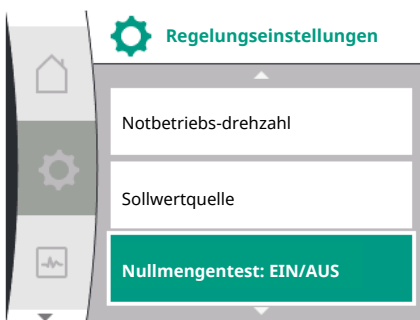 Regelungseinstellungen
Notbetriebs-drehzahl
Sollwertquelle
Nullmengentest: EIN/AUS